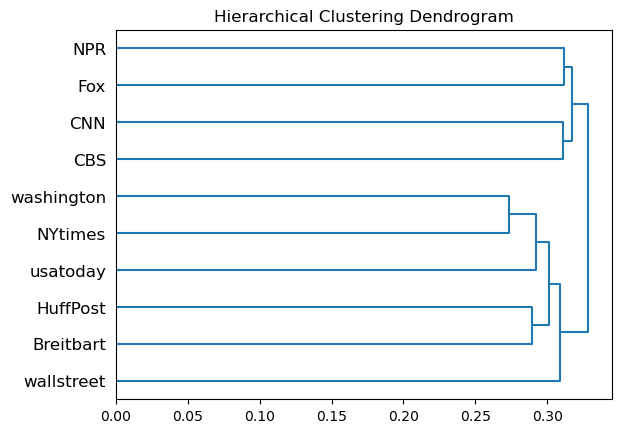 Hierarchical Clustering Dendrogram
NPR
Fox
CNN
CBS
washington
NYtimes
usatoday
HuffPost
Breitbart
wallstreet
0.00 0.05 0.10 0.15 0.20 0.25 0.30